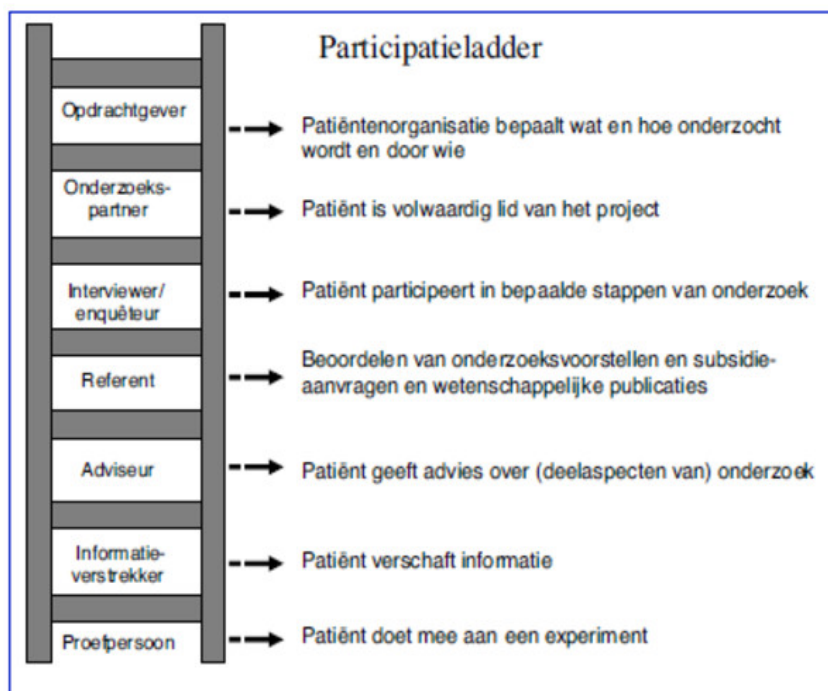 Participatieladder
Opdrachtgever
Patiëntenorganisatie bepaalt wat en hoe onderzocht
wordt en door wie
Onderzoeks-
partner
Patiënt is volwaardig lid van het project
Interviewer/
enquêteur
Patiënt participeert in bepaalde stappen van onderzoek
Referent
Beoordelen van onderzoeksvoorstellen en subsidie-
aanvragen en wetenschappelijke publicaties
Adviseur
Patiënt geeft advies over (deelaspecten van) onderzoek
Informatie-
verstrekker
Patiënt verschaft informatie
Proefpersoon
Patiënt doet mee aan een experiment